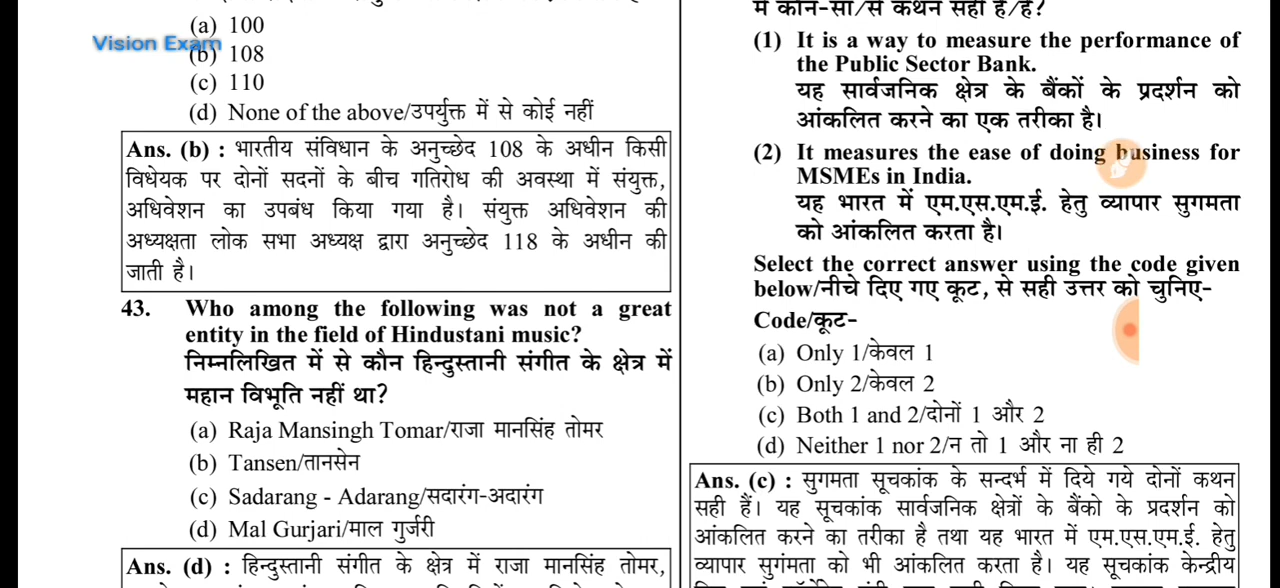 (a) 100
Vision Exam
(b) 108
(c) 110
(d) None of the above/उपर्युक्त में से कोई नहीं
Ans. (b) : भारतीय संविधान के अनुच्छेद 108 के अधीन किसी
विधेयक पर दोनों सदनों के बीच गतिरोध की अवस्था में संयुक्त,
अधिवेशन का उपबंध किया गया है। संयुक्त अधिवेशन की
अध्यक्षता लोक सभा अध्यक्ष द्वारा अनुच्छेद 118 के अधीन की
जाती है।
43. Who among the following was not a great
entity in the field of Hindustani music?
निम्नलिखित में से कौन हिन्दुस्तानी संगीत के क्षेत्र में
महान विभूति नहीं था?
(a) Raja Mansingh Tomar/राजा मानसिंह तोमर
(b) Tansen/तानसेन
(c) Sadarang - Adarang/सदारंग-अदारंग
(d) Mal Gurjari/माल गुर्जरी
Ans. (d) : हिन्दुस्तानी संगीत के क्षेत्र में राजा मानसिंह तोमर,
में कौन-सा/से कथन सही है/हैं?
(1) It is a way to measure the performance of
the Public Sector Bank.
यह सार्वजनिक क्षेत्र के बैंकों के प्रदर्शन को
आंकलित करने का एक तरीका है।
(2) It measures the ease of doing business for
MSMEs in India.
यह भारत में एम.एस.एम.ई. हेतु व्यापार सुगमता
को आंकलित करता है।
Select the correct answer using the code given
below/नीचे दिए गए कूट, से सही उत्तर को चुनिए-
Code/कूट-
(a) Only 1/केवल 1
(b) Only 2/केवल 2
(c) Both 1 and 2/दोनों 1 और 2
(d) Neither 1 nor 2/न तो 1 और ना ही 2
Ans. (c) : सुगमता सूचकांक के सन्दर्भ में दिये गये दोनों कथन
सही हैं। यह सूचकांक सार्वजनिक क्षेत्रों के बैंको के प्रदर्शन को
आंकलित करने का तरीका है तथा यह भारत में एम.एस.एम.ई. हेतु
व्यापार सुगंमता को भी आंकलित करता है। यह सूचकांक केन्द्रीय